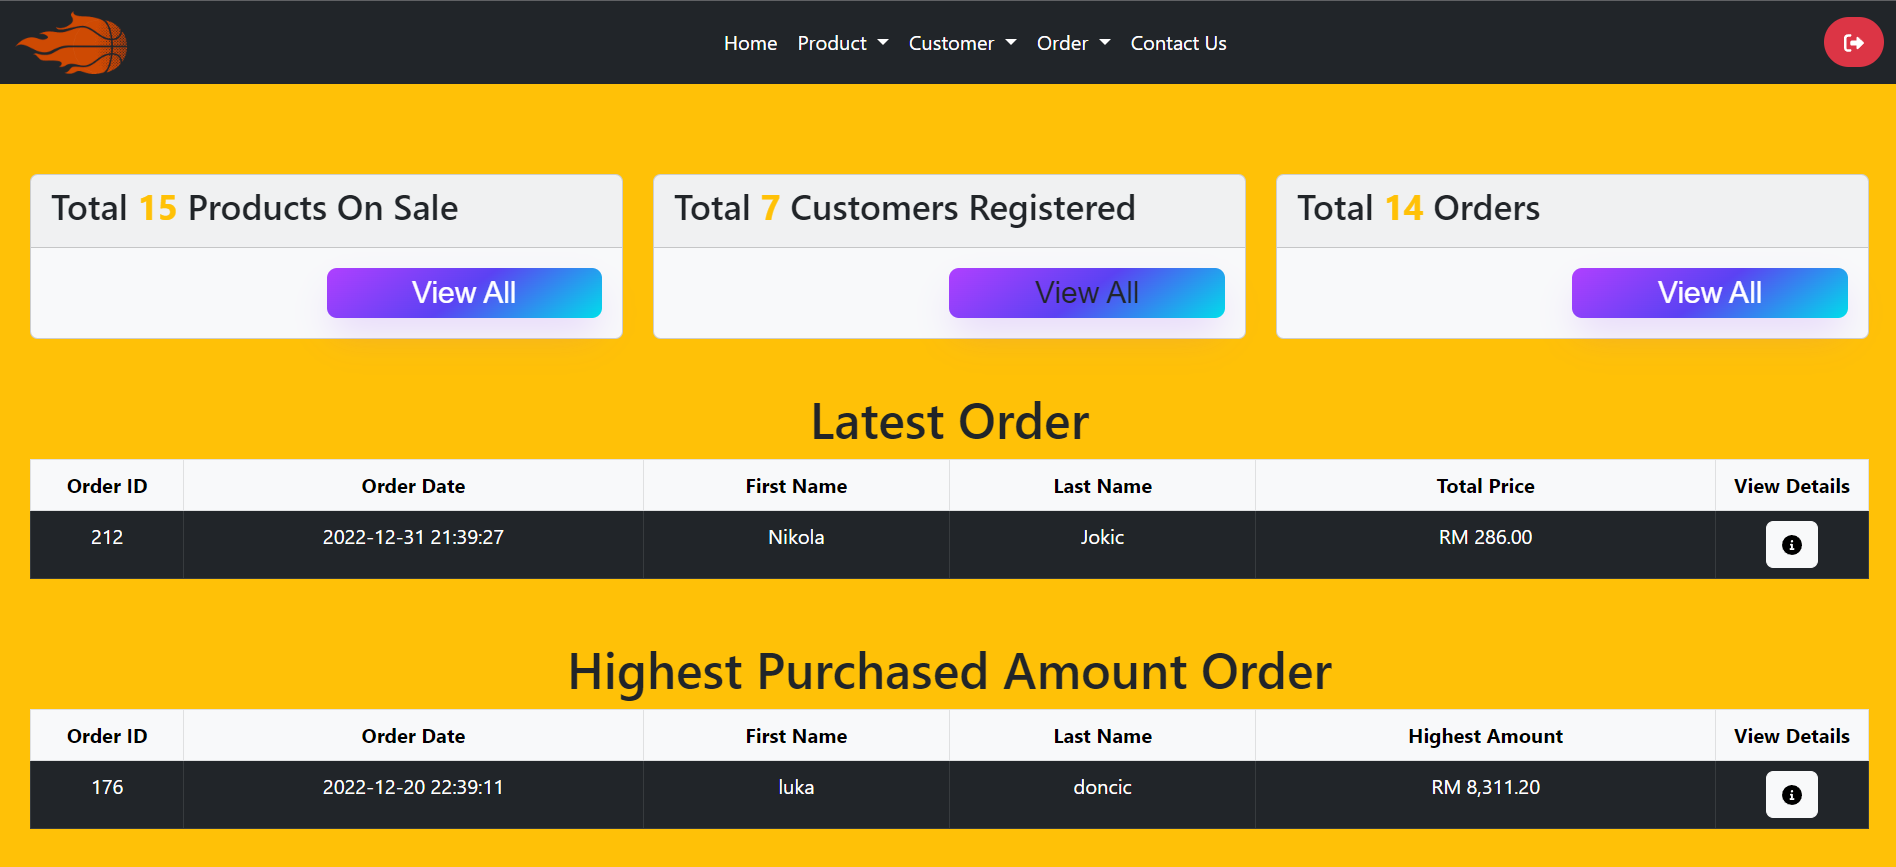 Home Product Customer Order Contact Us
Total 15 Products On Sale
View All
Total 7 Customers Registered
View All
Total 14 Orders
View All
Latest Order
Order ID Order Date First Name Last Name Total Price View Details
212 2022-12-31 21:39:27 Nikola Jokic RM 286.00
Highest Purchased Amount Order
Order ID Order Date First Name Last Name Highest Amount View Details
176 2022-12-20 22:39:11 luka doncic RM 8,311.20